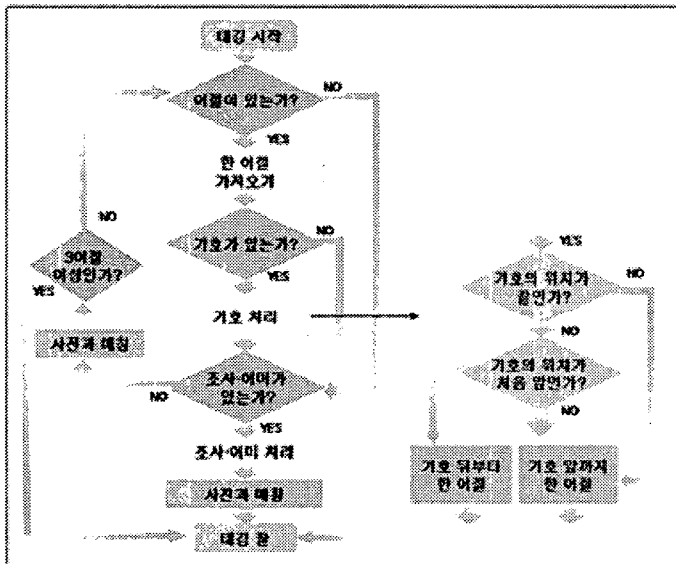 태깅 시작
어절이 있는가?
NO
YES
한 어절
가져오기
NO
기호가 있는가?
NO
YES
3어절
이상인가?
YES
YES
기호의 위치가
끝인가?
NO
기호 처리
사전과 매칭
NO
조사·어미가
있는가?
NO
기호의 위치가
처음 앞인가?
YES
NO
조사·어미 처리
기호 뒤부터
한 어절
기호 앞까지
한 어절
사전과 매칭
태깅 끝